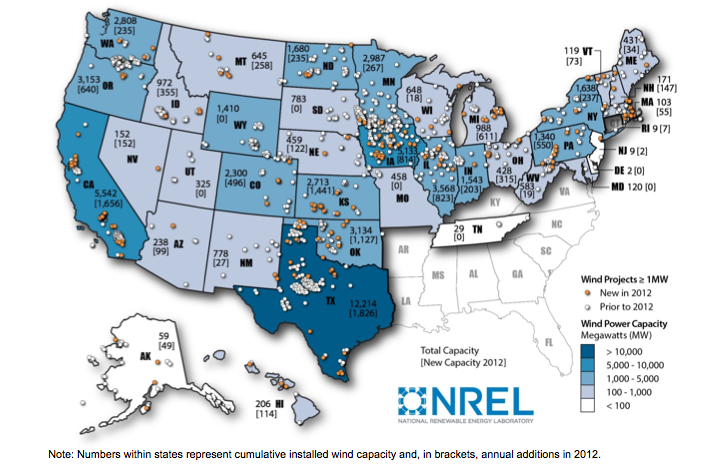 2,808
[235]
WA
3,153
[640]
OR
5,542
[1,656]
CA
152
[152]
NV
972
[355]
ID
MT
645
[258]
1,410
[0]
WY
325
[0]
UT
2,300
[496]
CO
238
[99]
AZ
778
[27]
NM
1,680
[235]
ND
783
[0]
SD
459
[122]
NE
2,713
[1,441]
KS
3,134
[1,127]
OK
12,214
[1,826]
TX
2,987
[267]
MN
5,133
[814]
IA
458
[0]
MO
648
[18]
WI
3,568
[823]
IL
988
[611]
MI
1,543
[203]
IN
428
[315]
OH
583
[19]
WV
1,340
[550]
PA
1,638
[237]
NY
119 VT
[73]
431
[34]
ME
171
NH [147]
MA 103
[55]
RI 9 [7]
NJ 9 [2]
DE 2 [0]
MD 120 [0]
VA
KY
29
[0]
TN
NC
SC
AR
MS
AL
GA
LA
FL
59
[49]
AK
206 HI
[114]
Wind Projects ≥ 1MW
New in 2012
Prior to 2012
Wind Power Capacity
Megawatts (MW)
> 10,000
5,000 - 10,000
1,000 - 5,000
100 - 1,000
< 100
Total Capacity
[New Capacity 2012]
NREL
NATIONAL RENEWABLE ENERGY LABORATORY
Note: Numbers within states represent cumulative installed wind capacity and, in brackets, annual additions in 2012.